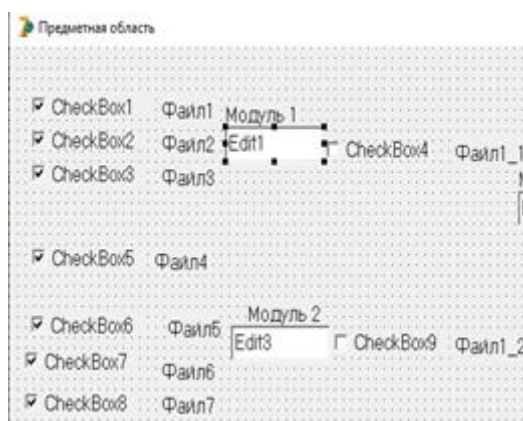 Предметная область
CheckBox1 Файл1 Модуль 1
CheckBox2 Файл2 Edit1 CheckBox4 Файл1_1
CheckBox3 Файл3
CheckBox5 Файл4
Модуль 2
CheckBox6 Файл5 Edit3 CheckBox9 Файл1_2
CheckBox7 Файл6
CheckBox8 Файл7